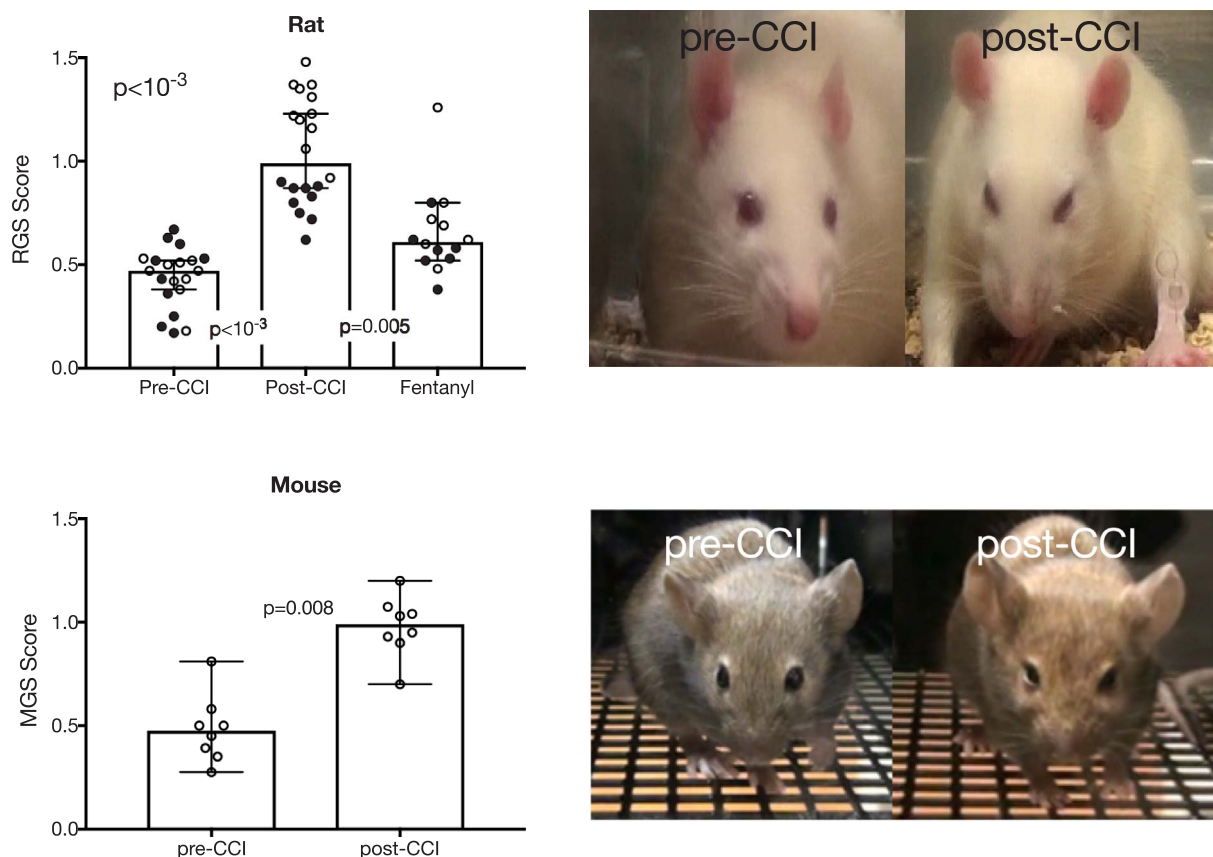 Rat
1.5
1.0
0.5
0.0
RGS Score
p<10-3
p<10-3
p=0.005
Pre-CCI
Post-CCI
Fentanyl
pre-CCI
post-CCI
Mouse
1.5
1.0
0.5
0.0
MGS Score
p=0.008
pre-CCI
post-CCI
pre-CCI
post-CCI